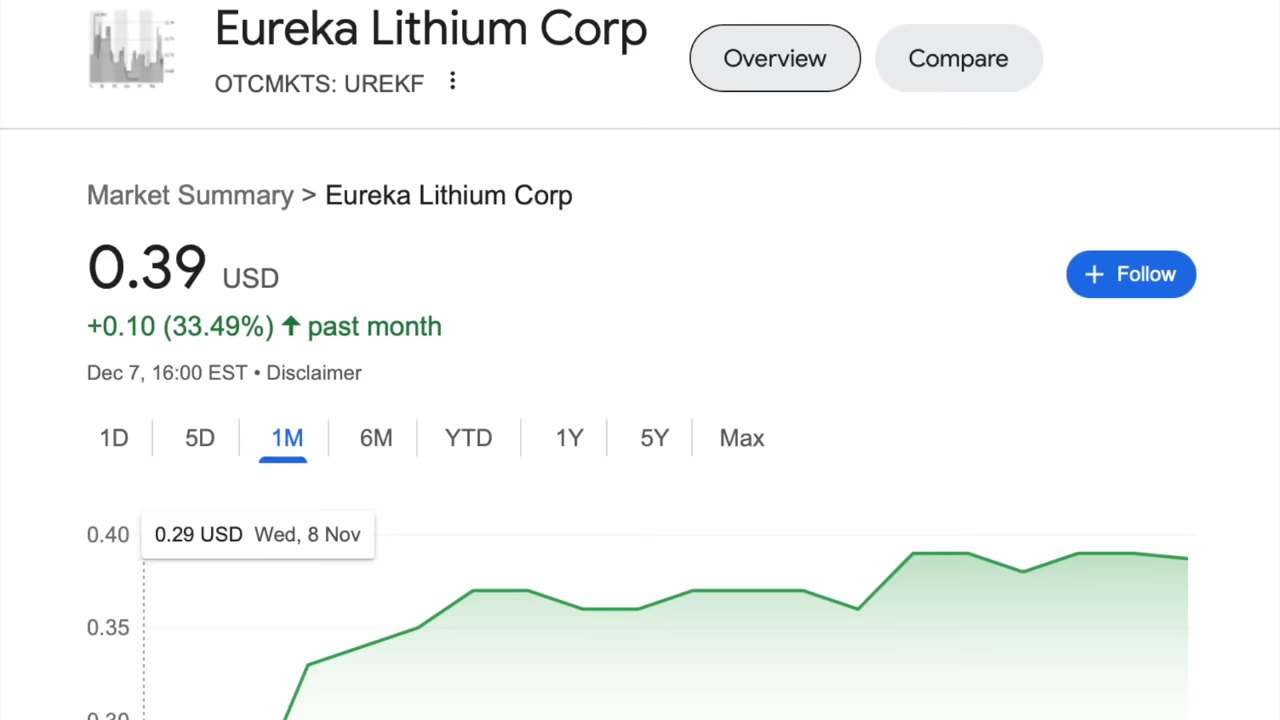 Eureka Lithium Corp
OTCMKTS: UREKF
Overview
Compare
Market Summary > Eureka Lithium Corp
0.39 USD
+ Follow
+0.10 (33.49%) ↑ past month
Dec 7, 16:00 EST • Disclaimer
1D 5D 1M 6M YTD 1Y 5Y Max
0.40
0.29 USD Wed, 8 Nov
0.35
0.30